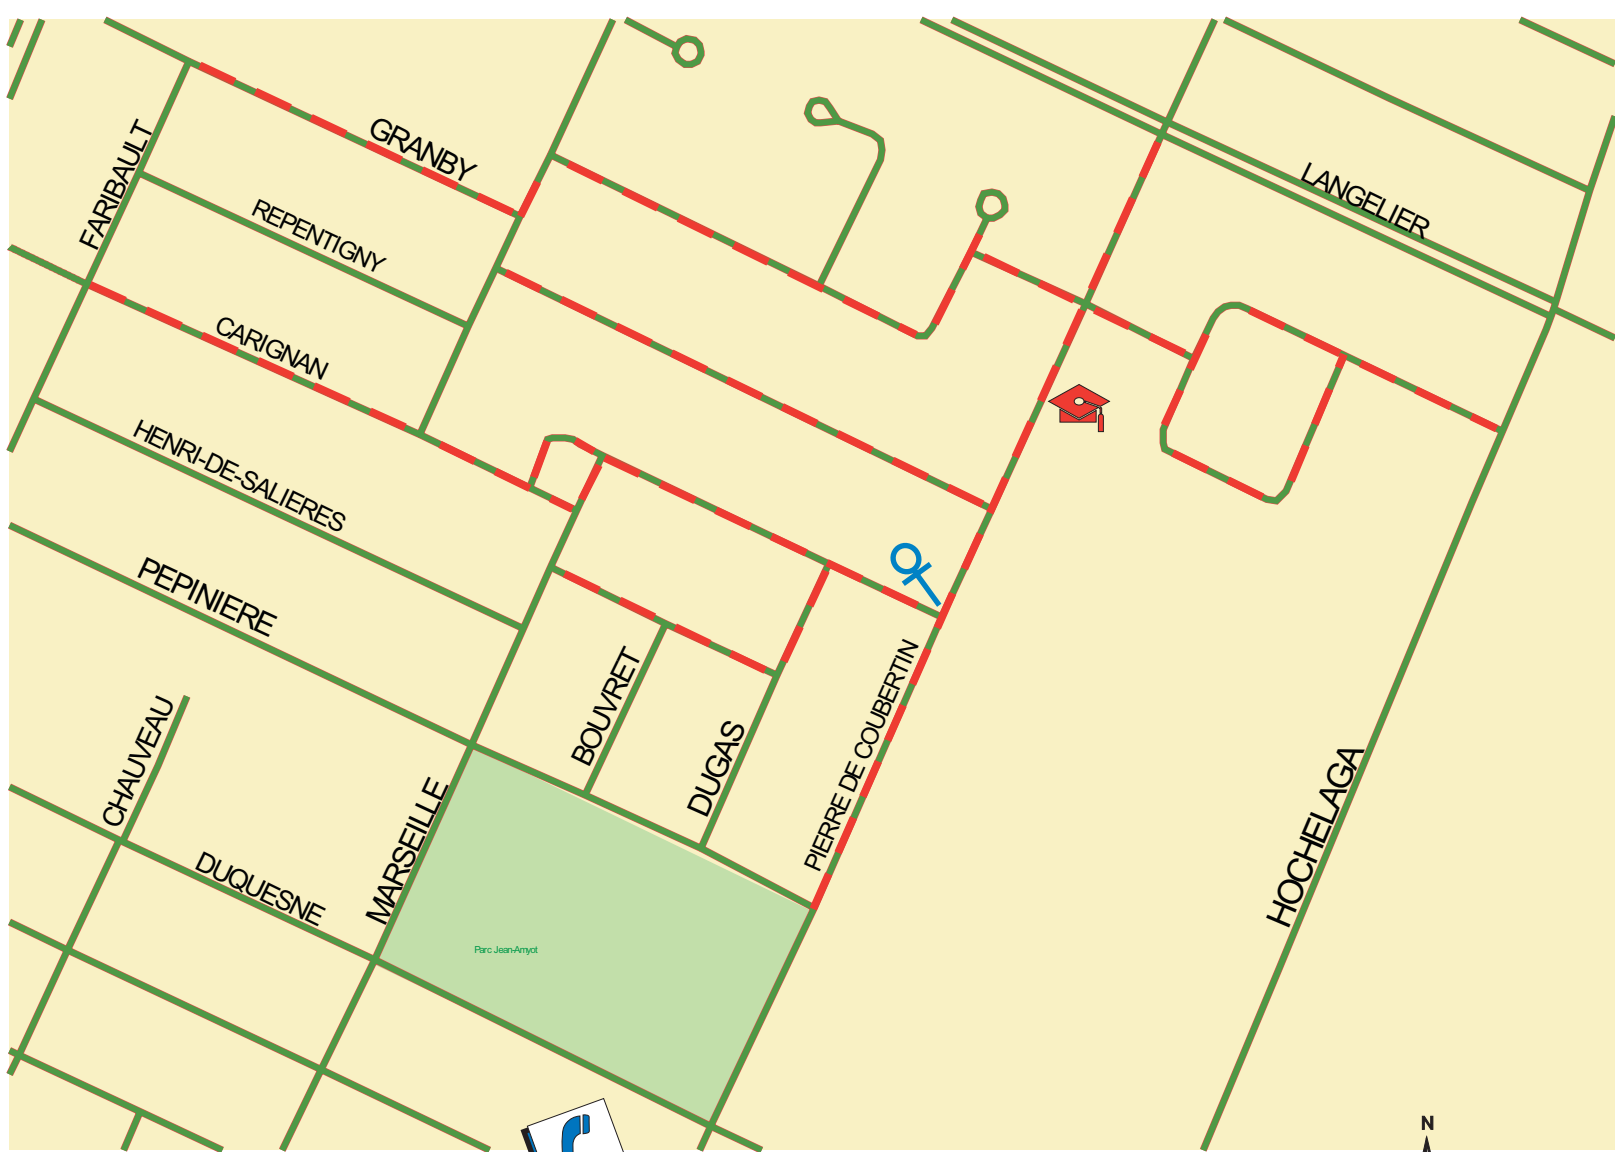 GRANBY
FARIBAULT
LANGELIER
REPENTIGNY
CARIGNAN
HENRI-DE-SALIERES
PEPINIERE
BOUVRET
PIERRE DE COUBERTIN
CHAUVEAU
DUGAS
MARSEILLE
HOCHELAGA
DUQUESNE
Parc Jean-Amyot
N